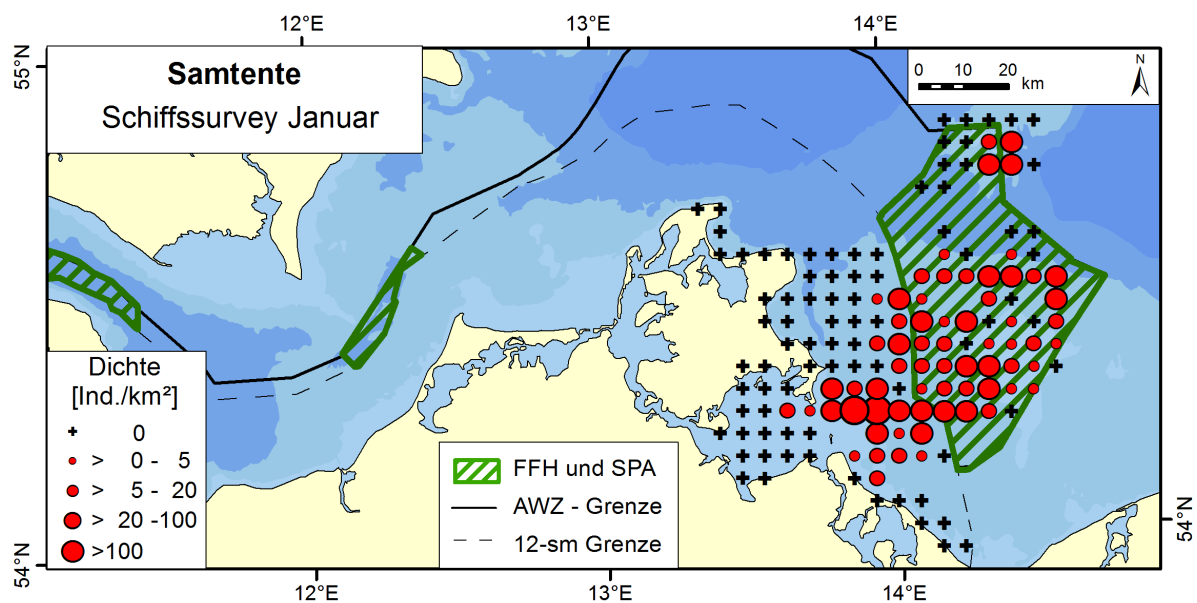 12°E 13°E 14°E
55°N
Samtente
Schiffssurvey Januar
0 10 20 km
N
Dichte
[Ind./km²]
0
> 0 - 5
> 5 - 20
> 20 -100
>100
FFH und SPA
AWZ - Grenze
12-sm Grenze
54°N
54°N
12°E 13°E 14°E